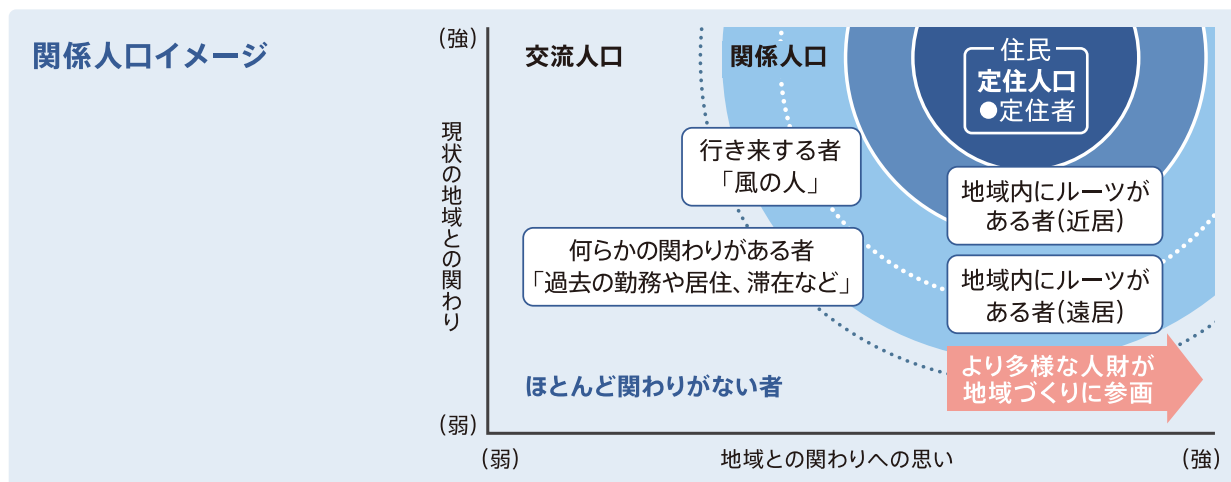 関係人口イメージ
（強）
現状の地域との関わり
（弱）
交流人口
関係人口
住民
定住人口
●定住者
行き来する者
「風の人」
地域内にルーツが
ある者（近居）
何らかの関わりがある者
「過去の勤務や居住、滞在など」
地域内にルーツが
ある者（遠居）
ほとんど関わりがない者
より多様な人財が
地域づくりに参画
（弱）
地域との関わりへの思い
（強）